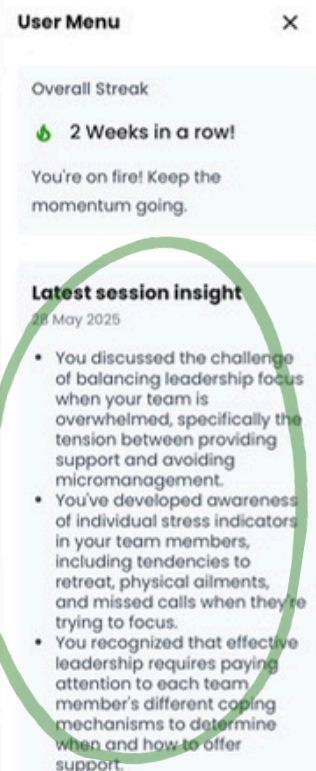 User Menu
Overall Streak
2 Weeks in a row!
You're on fire! Keep the
momentum going.
Latest session insight
28 May 2025
• You discussed the challenge
of balancing leadership focus
when your team is
overwhelmed, specifically the
tension between providing
support and avoiding
micromanagement.
• You've developed awareness
of individual stress indicators
in your team members,
including tendencies to
retreat, physical ailments,
and missed calls when they're
trying to focus.
• You recognized that effective
leadership requires paying
attention to each team
member's different coping
mechanisms to determine
when and how to offer
support.